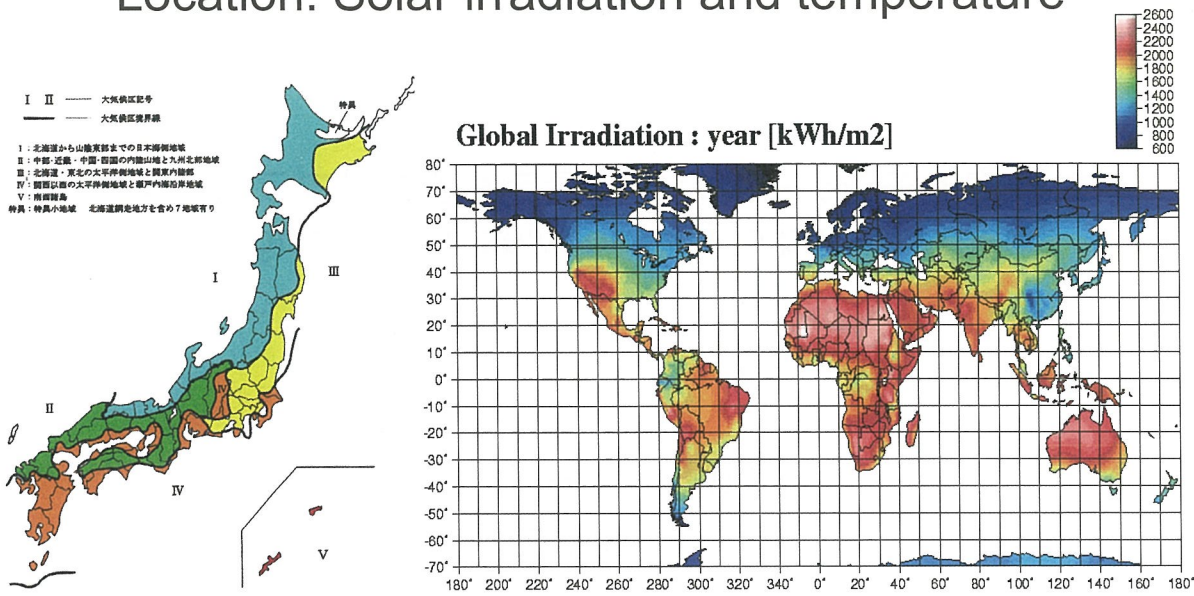 Location: Solar irradiation and temperature
I II 大気候区記号
大気候区境界線
I：北海道から山陰東部までの日本海側地域
II：中部・近畿・中国・四国の内陸山地と九州北部地域
III：北海道・東北の太平洋側地域と関東内陸部
IV：関西以西の太平洋側地域と瀬戸内海沿岸地域
V：南西諸島
特異：特異小地域 北海道網走地方を含め7地域有り
特異
I
III
II
IV
IV
V
2600
2400
2200
2000
1800
1600
1400
1200
1000
800
600
Global Irradiation : year [kWh/m2]
80°
70°
60°
50°
40°
30°
20°
10°
0°
-10°
-20°
-30°
-40°
-50°
-60°
-70°
180° 200° 220° 240° 260° 280° 300° 320° 340° 0° 20° 40° 60° 80° 100° 120° 140° 160° 180°